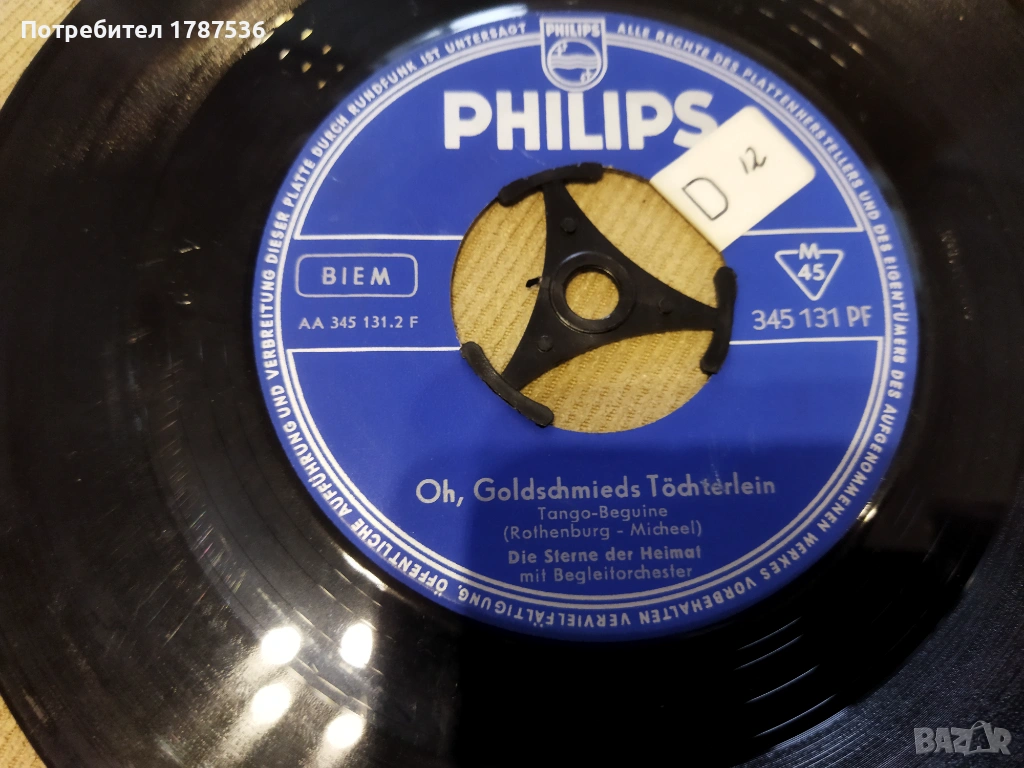 Потребител 1787536
PHILIPS
PHILIPS
D 12
BIEM
AA 345 131.2 F
M
45
345 131 PF
Oh, Goldschmieds Töchterlein
Tango-Beguine
(Rothenburg - Micheel)
Die Sterne der Heimat
mit Begleitorchester
ALLE RECHTE DES PLATTENHERSTELLERS UND DES EIGENTÜMERS DES AUFGENOMMENEN WERKES VORBEHALTEN VERVIELFÄLTIGUNG, ÖFFENTLICHE AUFFÜHRUNG UND VERBREITUNG DIESER PLATTE DURCH RUNDFUNK IST UNTERSAGT
BAZAR